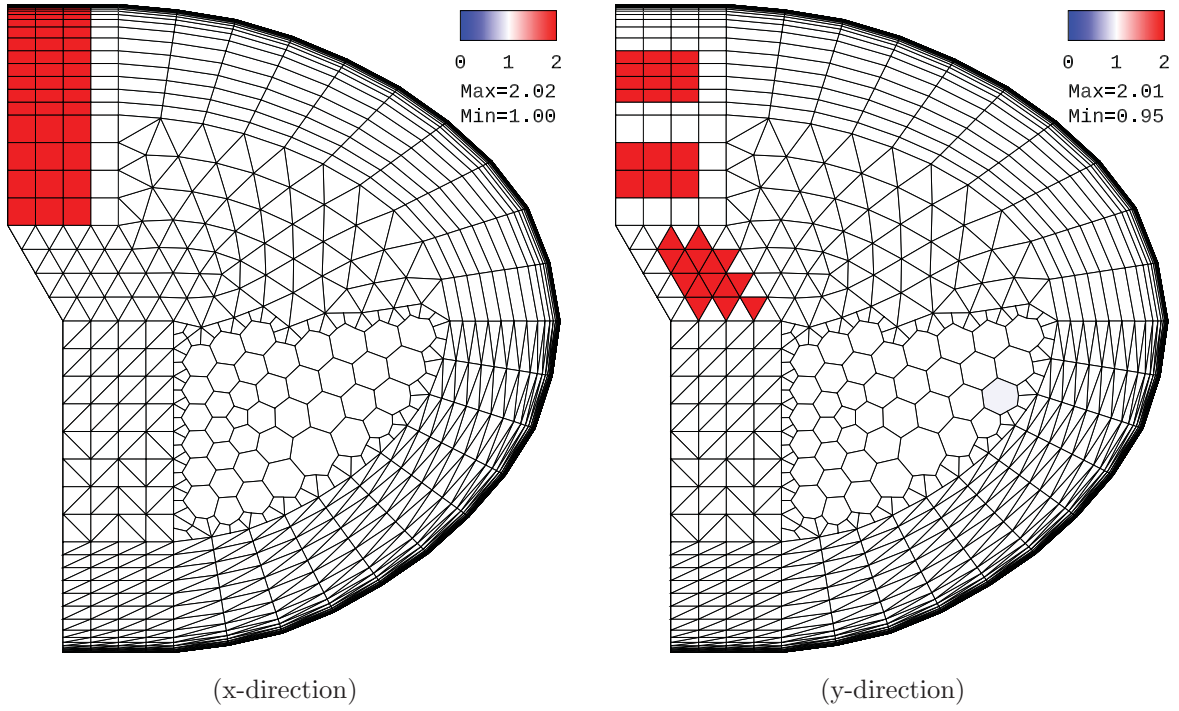 0 1 2
Max=2.02
Min=1.00
0 1 2
Max=2.01
Min=0.95
(x-direction)
(y-direction)